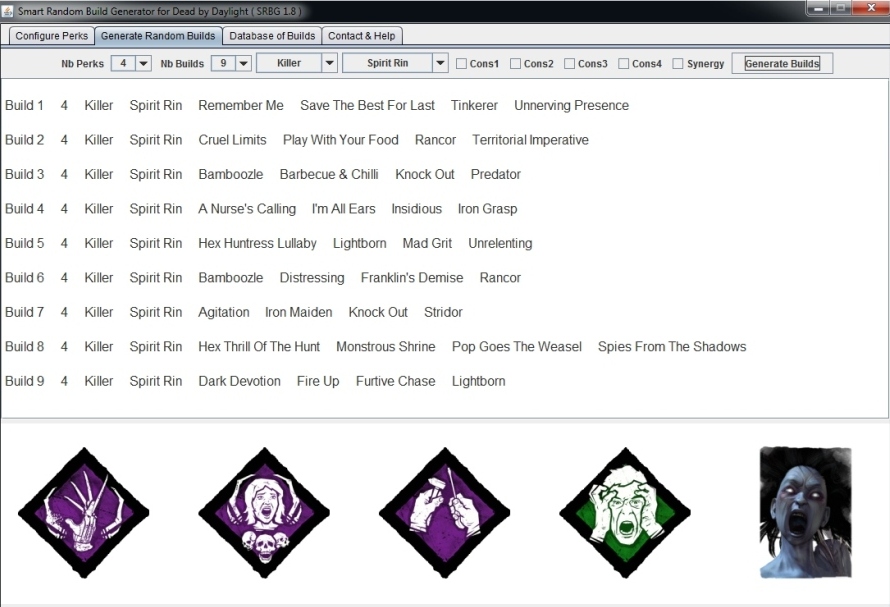 Smart Random Build Generator for Dead by Daylight ( SRBG 1.8 )
Configure Perks Generate Random Builds Database of Builds Contact & Help
Nb Perks 4 Nb Builds 9 Killer Spirit Rin Cons1 Cons2 Cons3 Cons4 Synergy Generate Builds
Build 1 4 Killer Spirit Rin Remember Me Save The Best For Last Tinkerer Unnerving Presence
Build 2 4 Killer Spirit Rin Cruel Limits Play With Your Food Rancor Territorial Imperative
Build 3 4 Killer Spirit Rin Bamboozle Barbecue & Chilli Knock Out Predator
Build 4 4 Killer Spirit Rin A Nurse's Calling I'm All Ears Insidious Iron Grasp
Build 5 4 Killer Spirit Rin Hex Huntress Lullaby Lightborn Mad Grit Unrelenting
Build 6 4 Killer Spirit Rin Bamboozle Distressing Franklin's Demise Rancor
Build 7 4 Killer Spirit Rin Agitation Iron Maiden Knock Out Stridor
Build 8 4 Killer Spirit Rin Hex Thrill Of The Hunt Monstrous Shrine Pop Goes The Weasel Spies From The Shadows
Build 9 4 Killer Spirit Rin Dark Devotion Fire Up Furtive Chase Lightborn